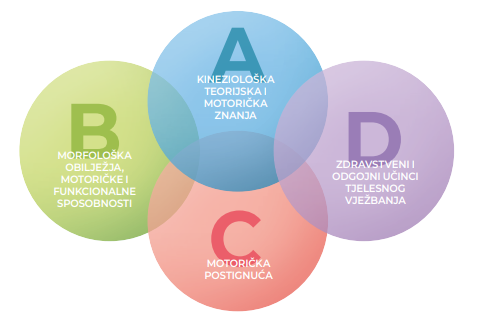 A
KINEZIOLOŠKA
TEORIJSKA I
MOTORIČKA
ZNANJA
B
MORFOLOŠKA
OBILJEŽJA,
MOTORIČKE I
FUNKCIONALNE
SPOSOBNOSTI
C
MOTORIČKA
POSTIGNUĆA
D
ZDRAVSTVENI I
ODGOJNI UČINCI
TJELESNOG
VJEŽBANJA